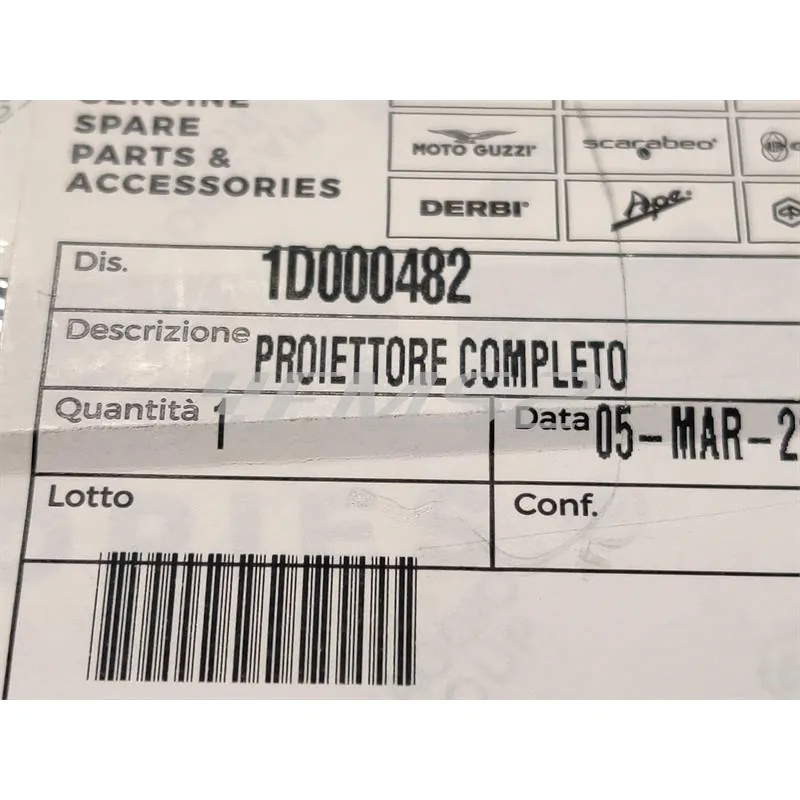 GENUINE
SPARE
PARTS &
ACCESSORIES
MOTO GUZZI
scarabeo
DERBI
Ape
Dis. 1D000482
Descrizione PROIETTORE COMPLETO
Quantità 1 Data 05-MAR-2
Lotto Conf.